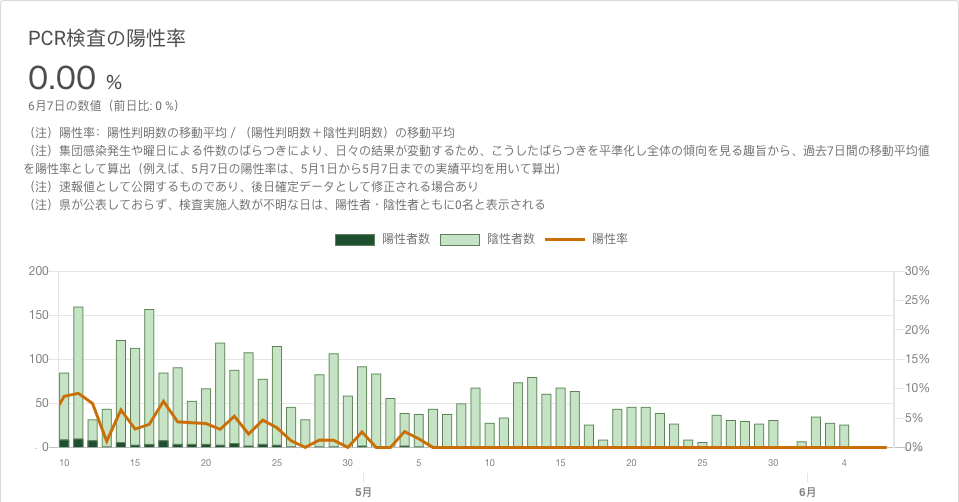 PCR検査の陽性率
0.00 %
6月7日の数値（前日比: 0 %）
（注）陽性率：陽性判明数の移動平均 / （陽性判明数＋陰性判明数）の移動平均
（注）集団感染発生や曜日による件数のばらつきにより、日々の結果が変動するため、こうしたばらつきを平準化し全体の傾向を見る趣旨から、過去7日間の移動平均値
を陽性率として算出（例えば、5月7日の陽性率は、5月1日から5月7日までの実績平均を用いて算出）
（注）速報値として公開するものであり、後日確定データとして修正される場合あり
（注）県が公表しておらず、検査実施人数が不明な日は、陽性者・陰性者ともに0名と表示される
陽性者数 陰性者数 陽性率
200 30%
25%
150
20%
100 15%
10%
50
5%
0 0%
10 15 20 25 30 5 10 15 20 25 30 4
5月 6月